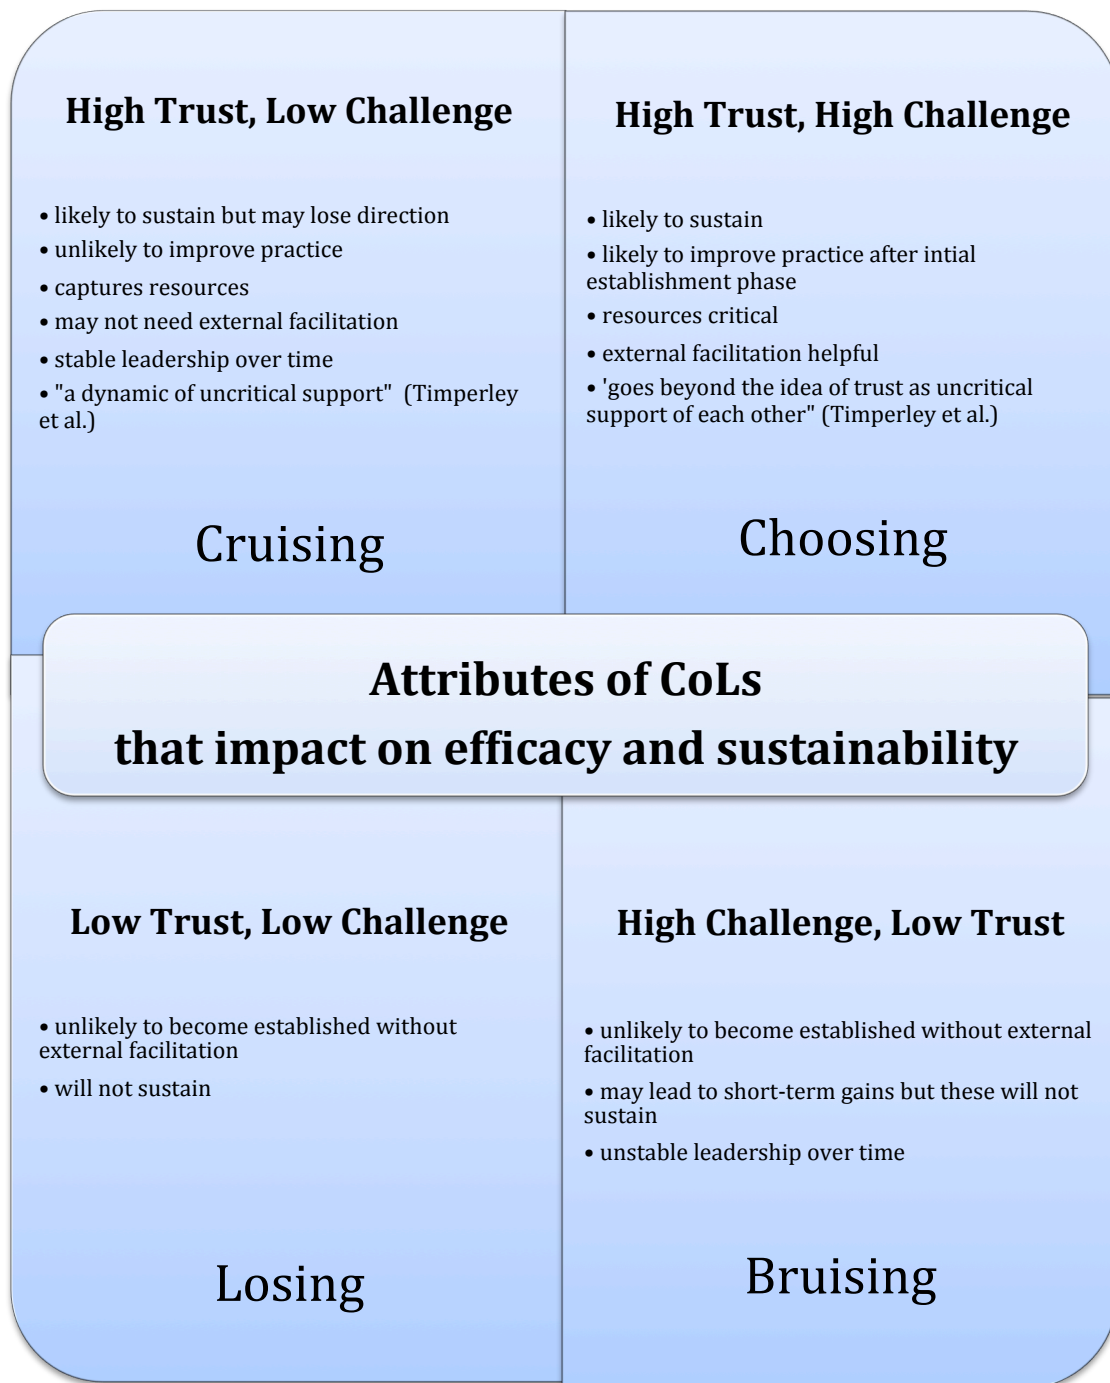 High Trust, Low Challenge
• likely to sustain but may lose direction
• unlikely to improve practice
• captures resources
• may not need external facilitation
• stable leadership over time
• "a dynamic of uncritical support"  (Timperley
et al.)
Cruising
High Trust, High Challenge
• likely to sustain
• likely to improve practice after intial
establishment phase
• resources critical
• external facilitation helpful
• 'goes beyond the idea of trust as uncritical
support of each other" (Timperley et al.)
Choosing
Attributes of CoLs
that impact on efficacy and sustainability
Low Trust, Low Challenge
• unlikely to become established without
external facilitation
• will not sustain
Losing
High Challenge, Low Trust
• unlikely to become established without external
facilitation
• may lead to short-term gains but these will not
sustain
• unstable leadership over time
Bruising